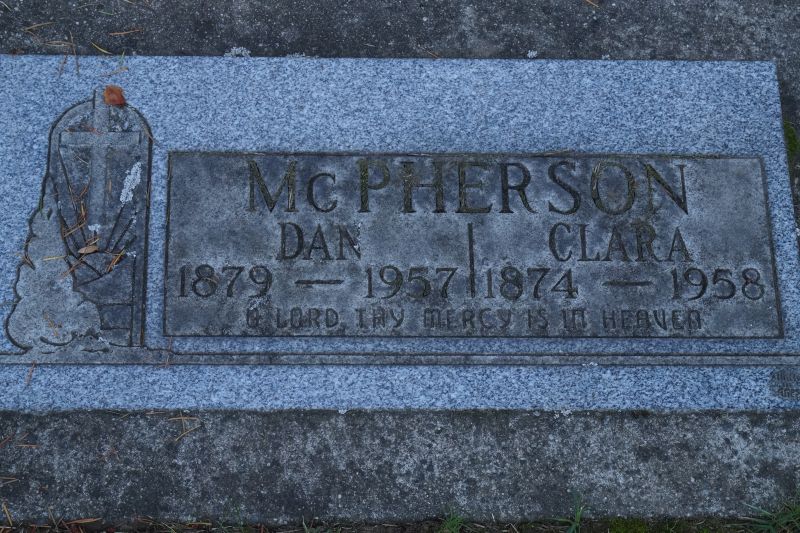 McPHERSON
DAN | CLARA
1879 — 1957 | 1874 — 1958
O LORD THY MERCY IS IN HEAVEN